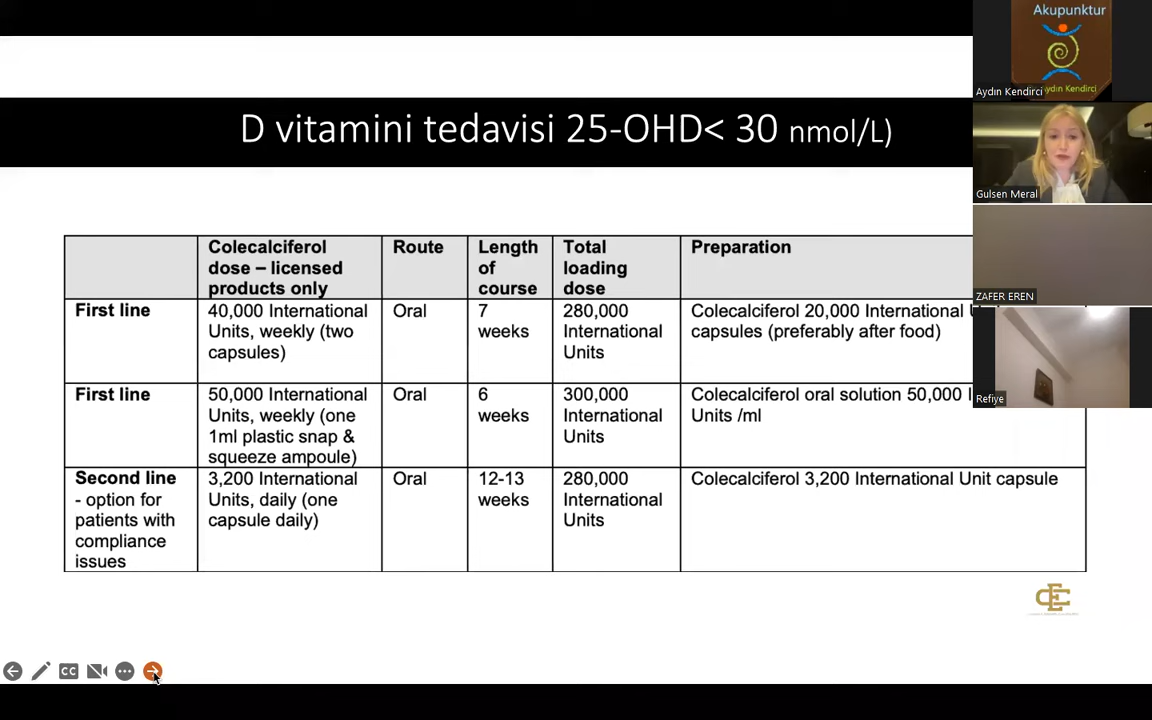 Akupunktur
Aydın Kendirci
Aydın Kendirci
Gulsen Meral
ZAFER EREN
Refiye
D vitamini tedavisi 25-OHD< 30 nmol/L)
Colecalciferol
dose – licensed
products only
Route
Length
of
course
Total
loading
dose
Preparation
First line
40,000 International
Units, weekly (two
capsules)
Oral
7
weeks
280,000
International
Units
Colecalciferol 20,000 International
capsules (preferably after food)
First line
50,000 International
Units, weekly (one
1ml plastic snap &
squeeze ampoule)
Oral
6
weeks
300,000
International
Units
Colecalciferol oral solution 50,000
Units /ml
Second line
- option for
patients with
compliance
issues
3,200 International
Units, daily (one
capsule daily)
Oral
12-13
weeks
280,000
International
Units
Colecalciferol 3,200 International Unit capsule
CC